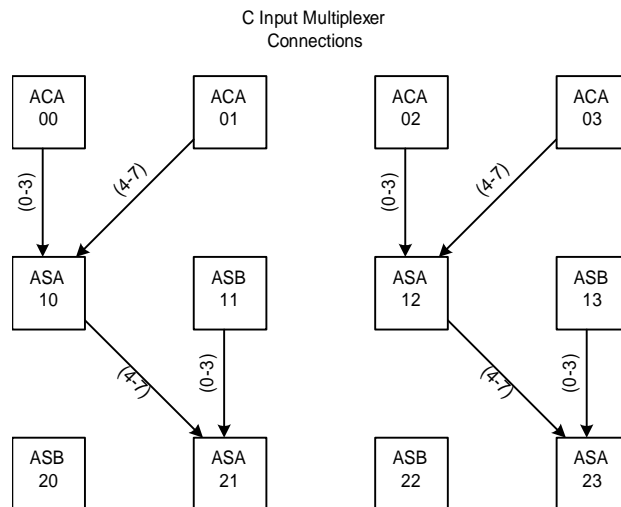 C Input Multiplexer
Connections
ACA
00
ACA
01
ACA
02
ACA
03
(0-3)
(4-7)
(0-3)
(4-7)
ASA
10
ASB
11
ASA
12
ASB
13
(4-7)
(0-3)
(4-7)
(0-3)
ASB
20
ASA
21
ASB
22
ASA
23